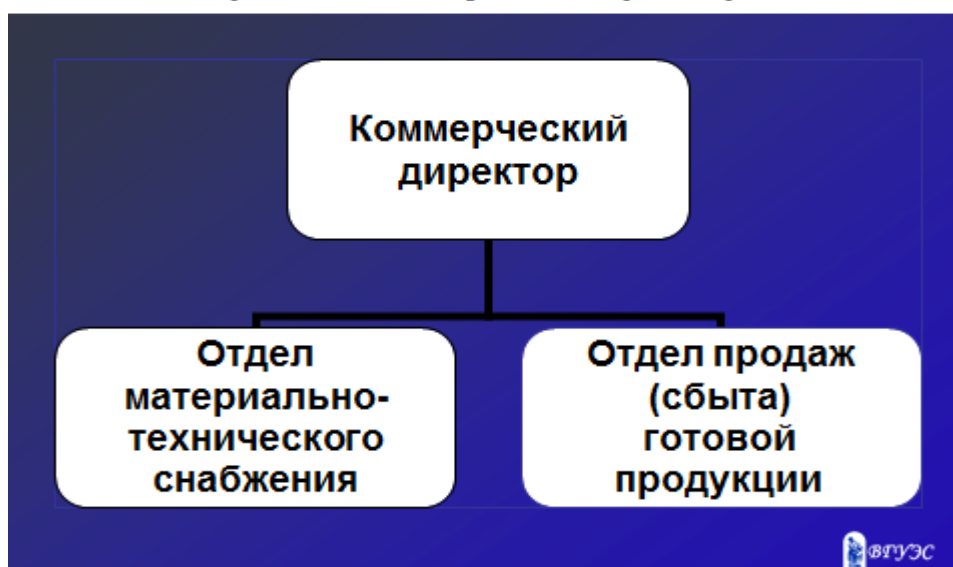 Коммерческий
директор
Отдел
материально-
технического
снабжения
Отдел продаж
(сбыта)
готовой
продукции
ВГУЭС